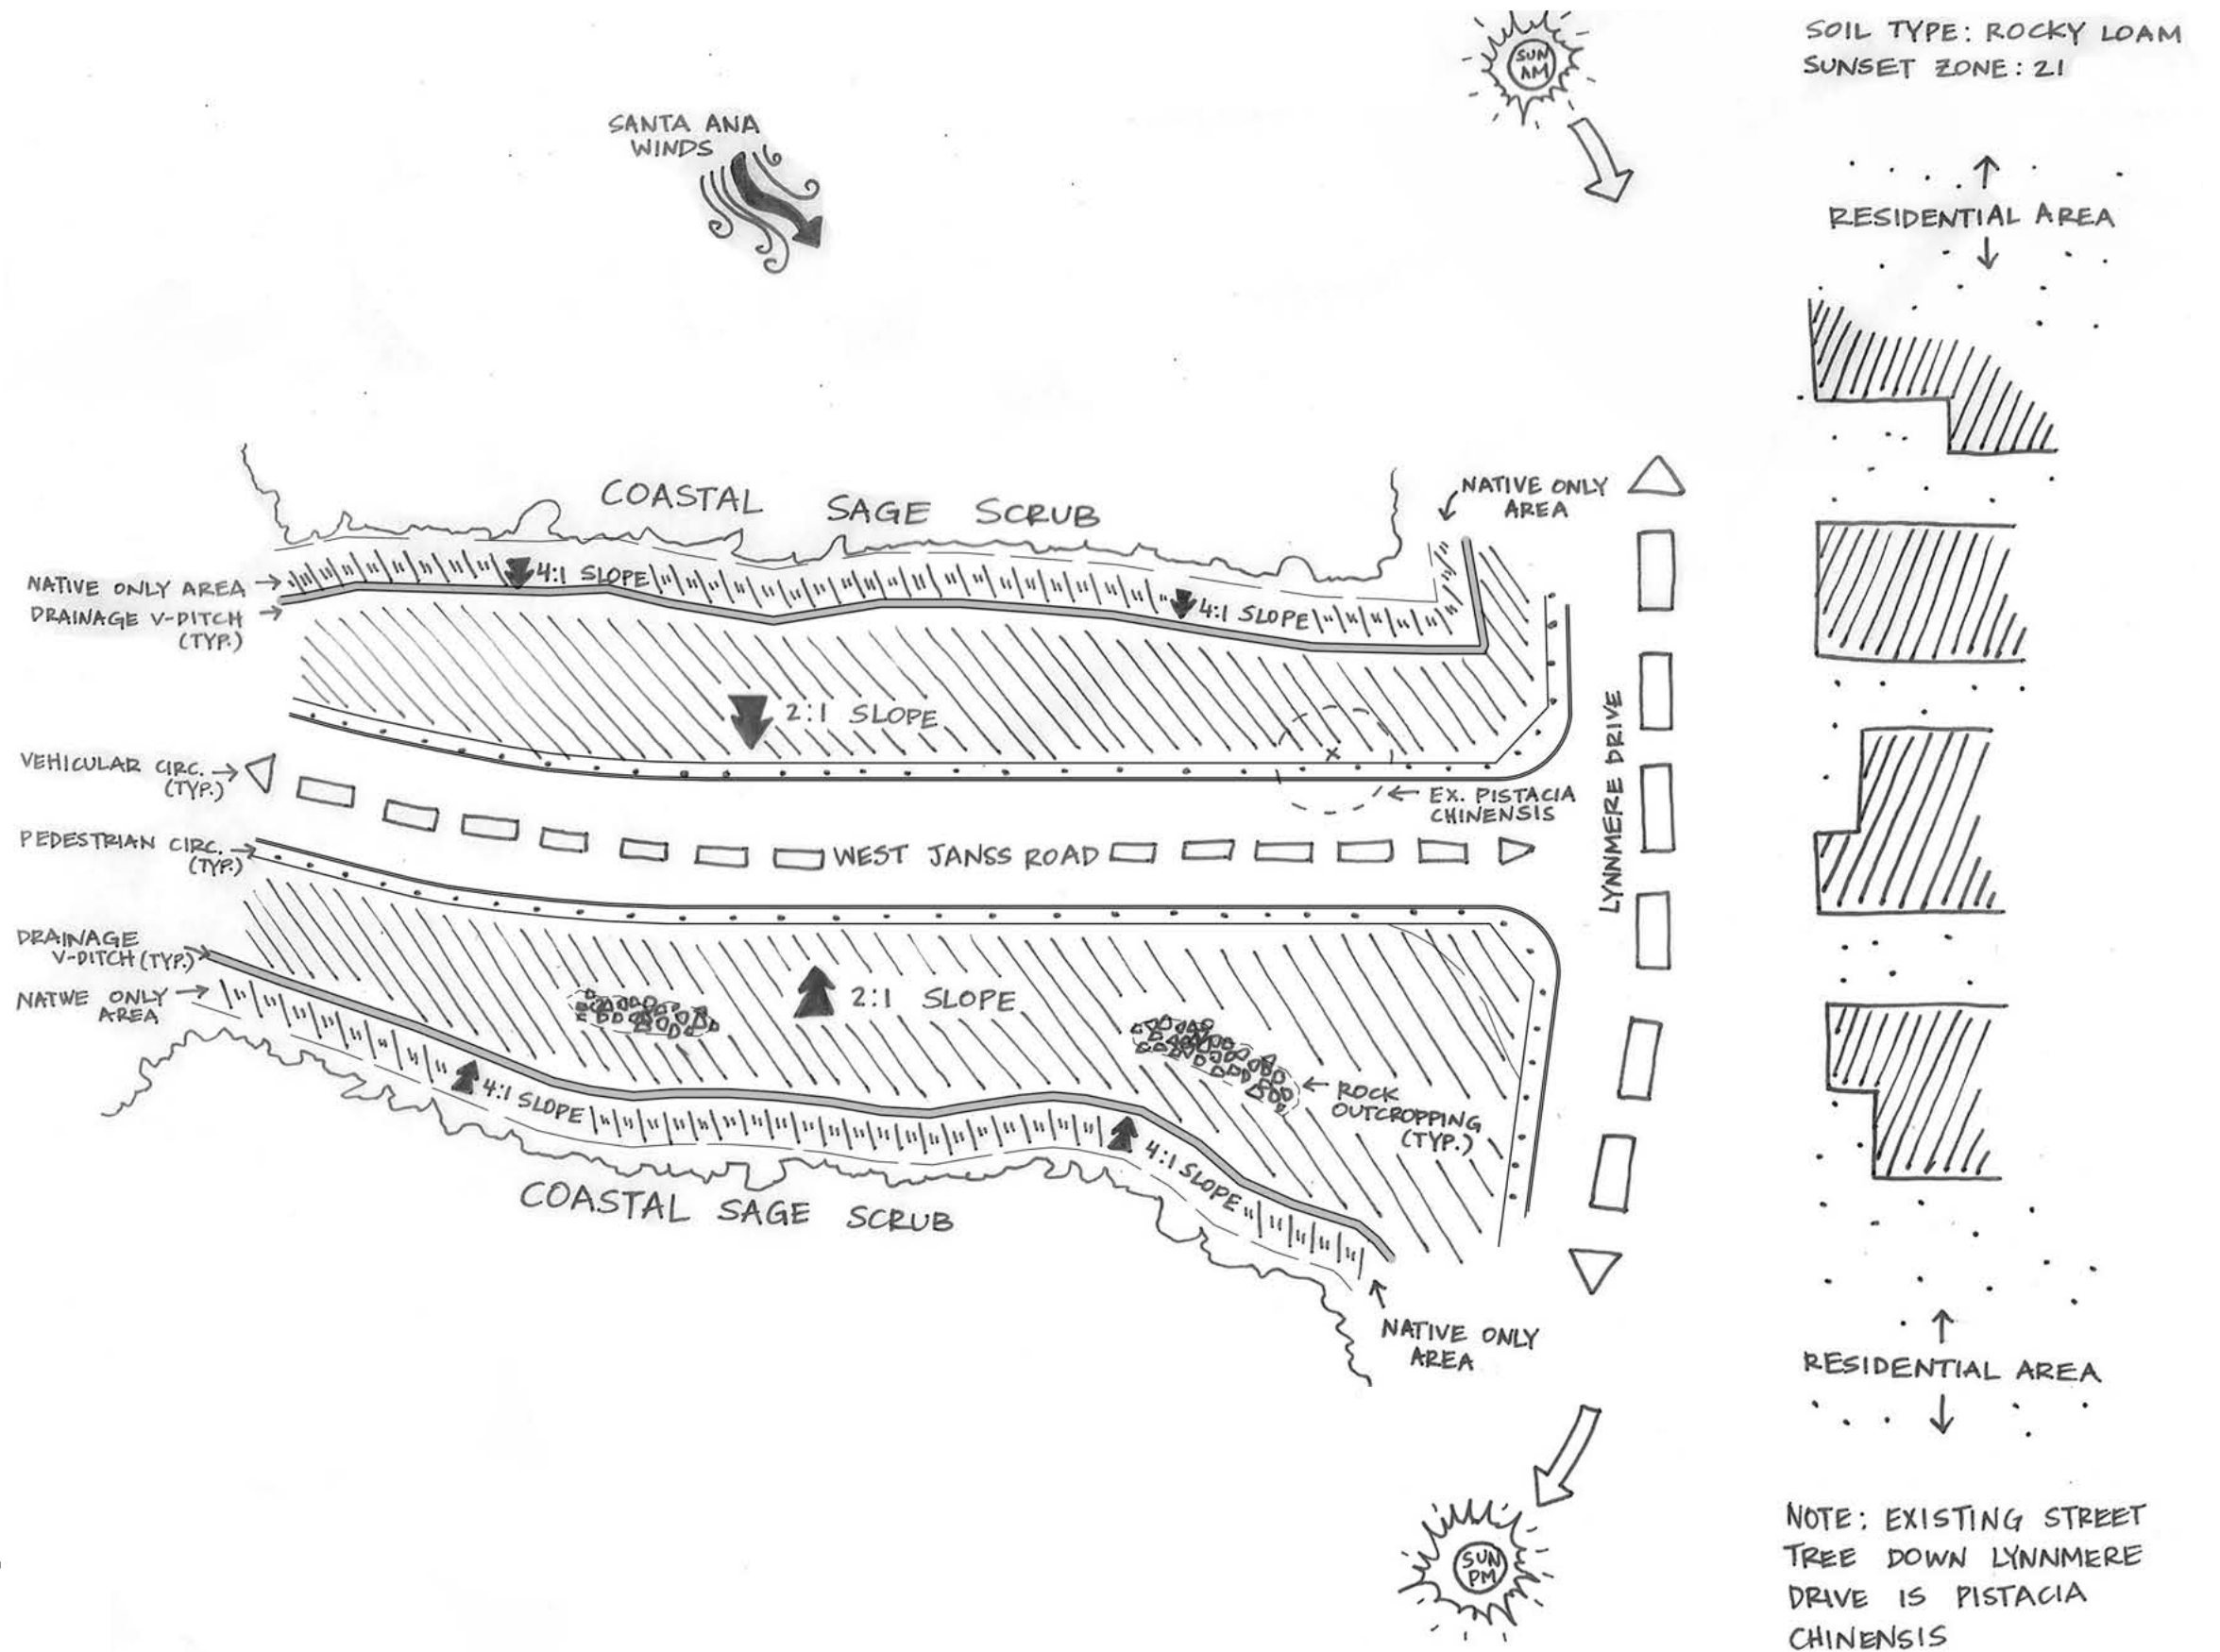 SOIL TYPE: ROCKY LOAM
SUNSET ZONE: 21
SUN
AM
SANTA ANA
WINDS
RESIDENTIAL AREA
COASTAL SAGE SCRUB
NATIVE ONLY
AREA
NATIVE ONLY AREA
DRAINAGE V-DITCH
(TYP.)
4:1 SLOPE
4:1 SLOPE
2:1 SLOPE
VEHICULAR CIRC.
(TYP.)
EX. PISTACIA
CHINENSIS
LYNNMERE DRIVE
PEDESTRIAN CIRC.
(TYP.)
WEST JANSS ROAD
DRAINAGE
V-DITCH (TYP.)
NATIVE ONLY
AREA
2:1 SLOPE
4:1 SLOPE
ROCK
OUTCROPPING
(TYP.)
4:1 SLOPE
COASTAL SAGE SCRUB
NATIVE ONLY
AREA
RESIDENTIAL AREA
SUN
PM
NOTE: EXISTING STREET
TREE DOWN LYNNMERE
DRIVE IS PISTACIA
CHINENSIS